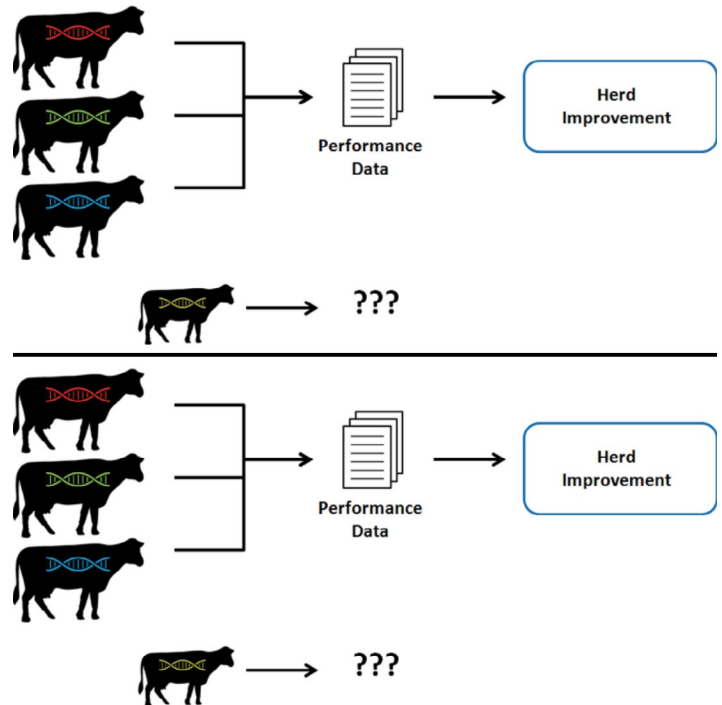 Herd
Improvement
Performance
Data
???
Herd
Improvement
Performance
Data
???